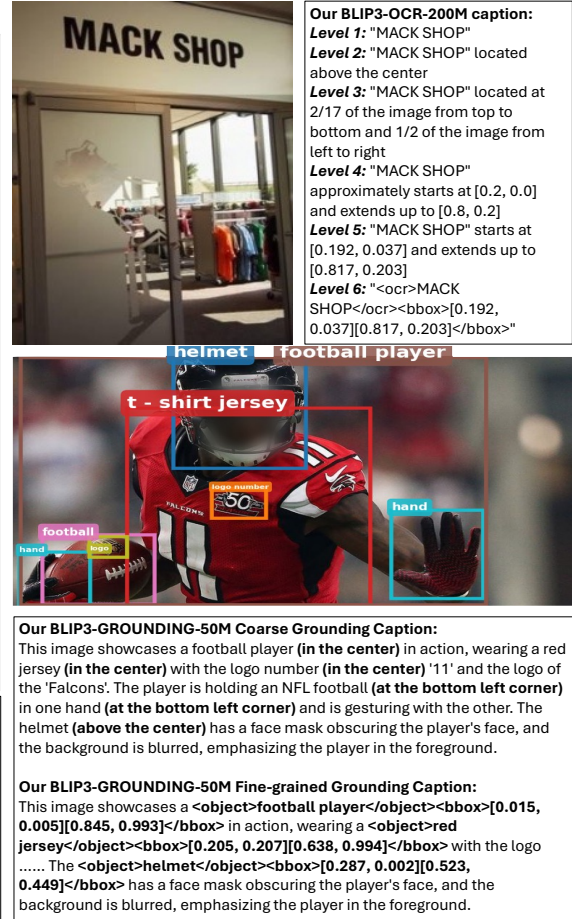 MACK SHOP
Our BLIP3-OCR-200M caption:
Level 1: "MACK SHOP"
Level 2: "MACK SHOP" located
above the center
Level 3: "MACK SHOP" located at
2/17 of the image from top to
bottom and 1/2 of the image from
left to right
Level 4: "MACK SHOP"
approximately starts at [0.2, 0.0]
and extends up to [0.8, 0.2]
Level 5: "MACK SHOP" starts at
[0.192, 0.037] and extends up to
[0.817, 0.203]
Level 6: "<ocr>MACK
SHOP</ocr><bbox>[0.192,
0.037][0.817, 0.203]</bbox>"
helmet football player
t - shirt jersey
logo number
50
11
FALCONS
hand
football
hand
logo
11
Our BLIP3-GROUNDING-50M Coarse Grounding Caption:
This image showcases a football player (in the center) in action, wearing a red
jersey (in the center) with the logo number (in the center) '11' and the logo of
the 'Falcons'. The player is holding an NFL football (at the bottom left corner)
in one hand (at the bottom left corner) and is gesturing with the other. The
helmet (above the center) has a face mask obscuring the player's face, and
the background is blurred, emphasizing the player in the foreground.
Our BLIP3-GROUNDING-50M Fine-grained Grounding Caption:
This image showcases a <object>football player</object><bbox>[0.015,
0.005][0.845, 0.993]</bbox> in action, wearing a <object>red
jersey</object><bbox>[0.205, 0.207][0.638, 0.994]</bbox> with the logo
...... The <object>helmet</object><bbox>[0.287, 0.002][0.523,
0.449]</bbox> has a face mask obscuring the player's face, and the
background is blurred, emphasizing the player in the foreground.